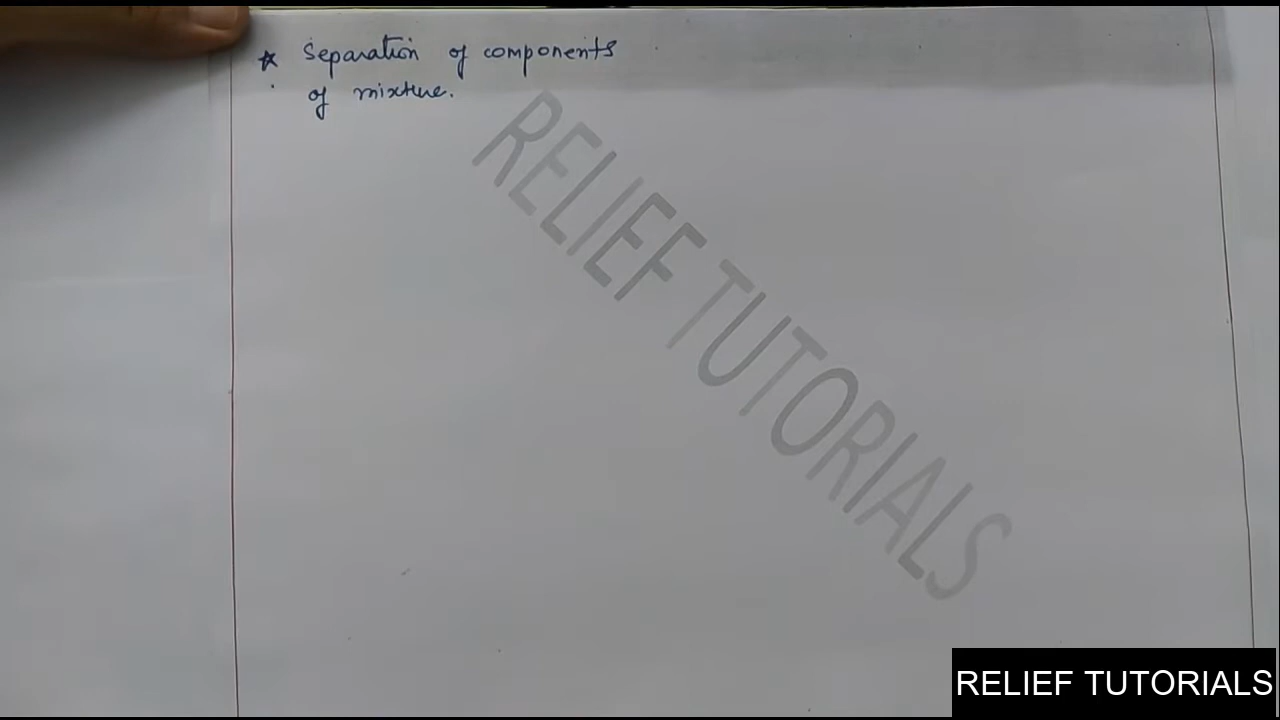 * Separation of components
of mixture.
RELIEF TUTORIALS
RELIEF TUTORIALS